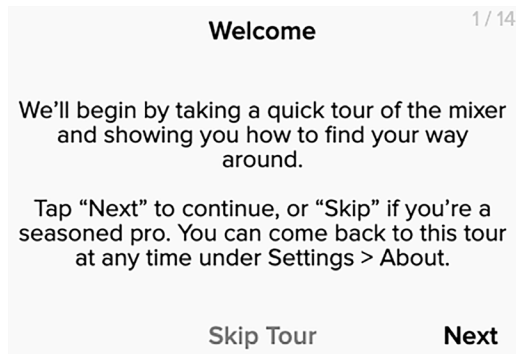 1 / 14
Welcome
We’ll begin by taking a quick tour of the mixer
and showing you how to find your way
around.
Tap “Next” to continue, or “Skip” if you’re a
seasoned pro. You can come back to this tour
at any time under Settings > About.
Skip Tour
Next